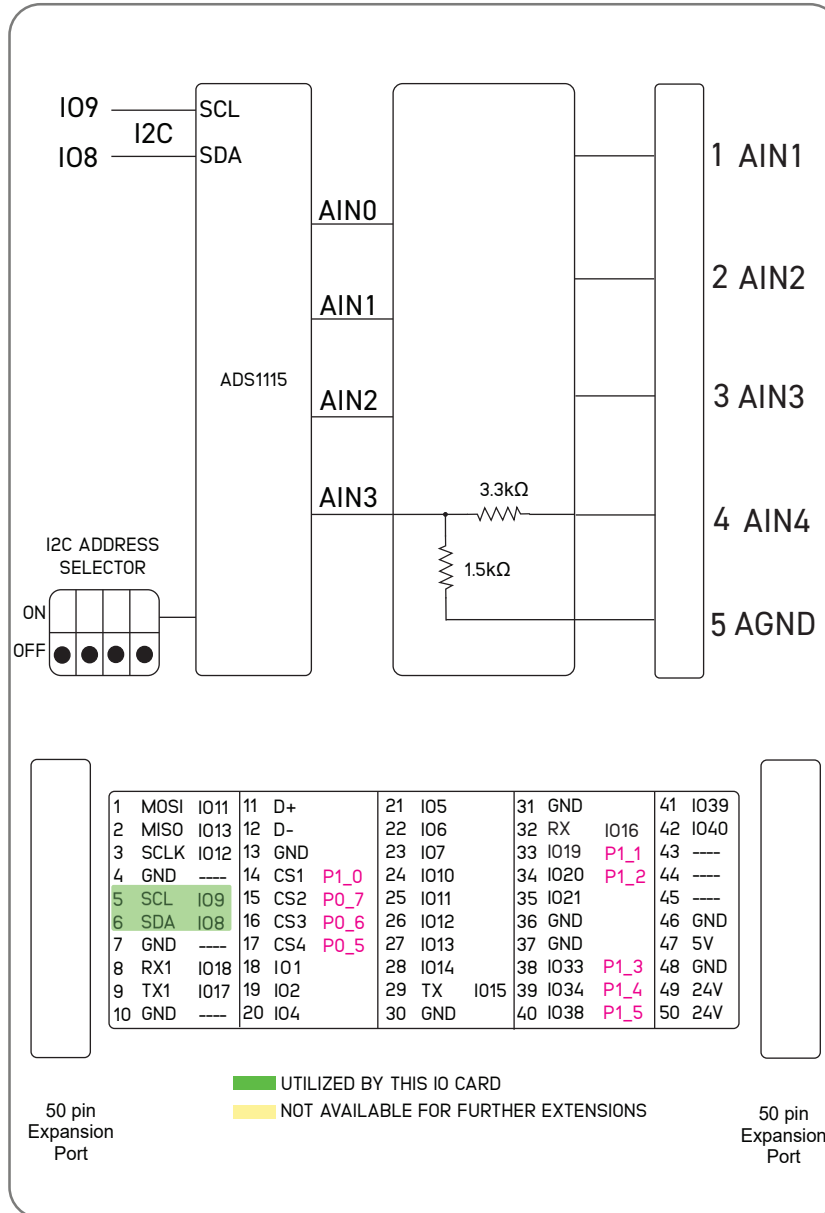 IO9
SCL
I2C
IO8
SDA
1 AIN1
AIN0
2 AIN2
AIN1
ADS1115
3 AIN3
AIN2
3.3kΩ
AIN3
4 AIN4
I2C ADDRESS
SELECTOR
1.5kΩ
ON
5 AGND
OFF
1 MOSI IO11 11 D+ 21 IO5 31 GND 41 IO39
2 MISO IO13 12 D- 22 IO6 32 RX IO16 42 IO40
3 SCLK IO12 13 GND 23 IO7 33 IO19 P1_1 43 ----
4 GND ---- 14 CS1 P1_0 24 IO10 34 IO20 P1_2 44 ----
5 SCL IO9 15 CS2 P0_7 25 IO11 35 IO21 45 ----
6 SDA IO8 16 CS3 P0_6 26 IO12 36 GND 46 GND
7 GND ---- 17 CS4 P0_5 27 IO13 37 GND 47 5V
8 RX1 IO18 18 IO1 28 IO14 38 IO33 P1_3 48 GND
9 TX1 IO17 19 IO2 29 TX IO15 39 IO34 P1_4 49 24V
10 GND ---- 20 IO4 30 GND 40 IO38 P1_5 50 24V
UTILIZED BY THIS IO CARD
NOT AVAILABLE FOR FURTHER EXTENSIONS
50 pin
Expansion
Port
50 pin
Expansion
Port